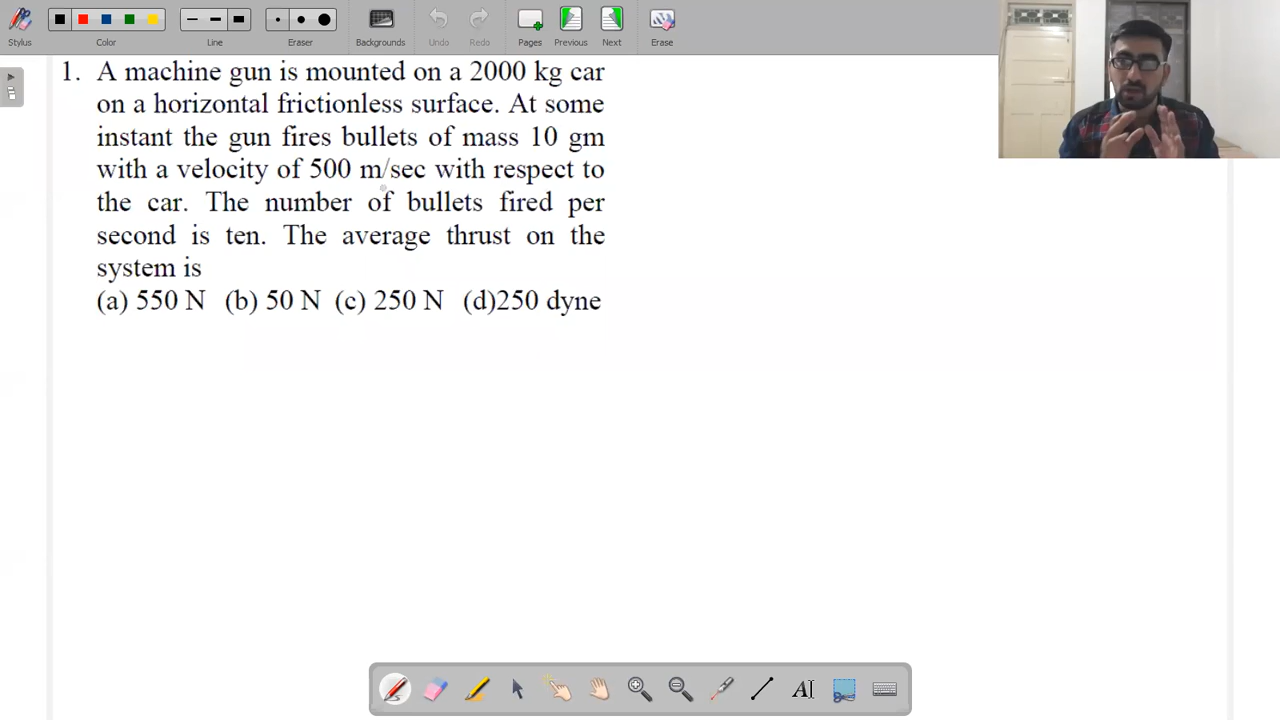 Stylus
Color
Line
Eraser
Backgrounds
Undo
Redo
Pages
Previous
Next
Erase
1. A machine gun is mounted on a 2000 kg car
on a horizontal frictionless surface. At some
instant the gun fires bullets of mass 10 gm
with a velocity of 500 m/sec with respect to
the car. The number of bullets fired per
second is ten. The average thrust on the
system is
(a) 550 N (b) 50 N (c) 250 N (d)250 dyne
AI